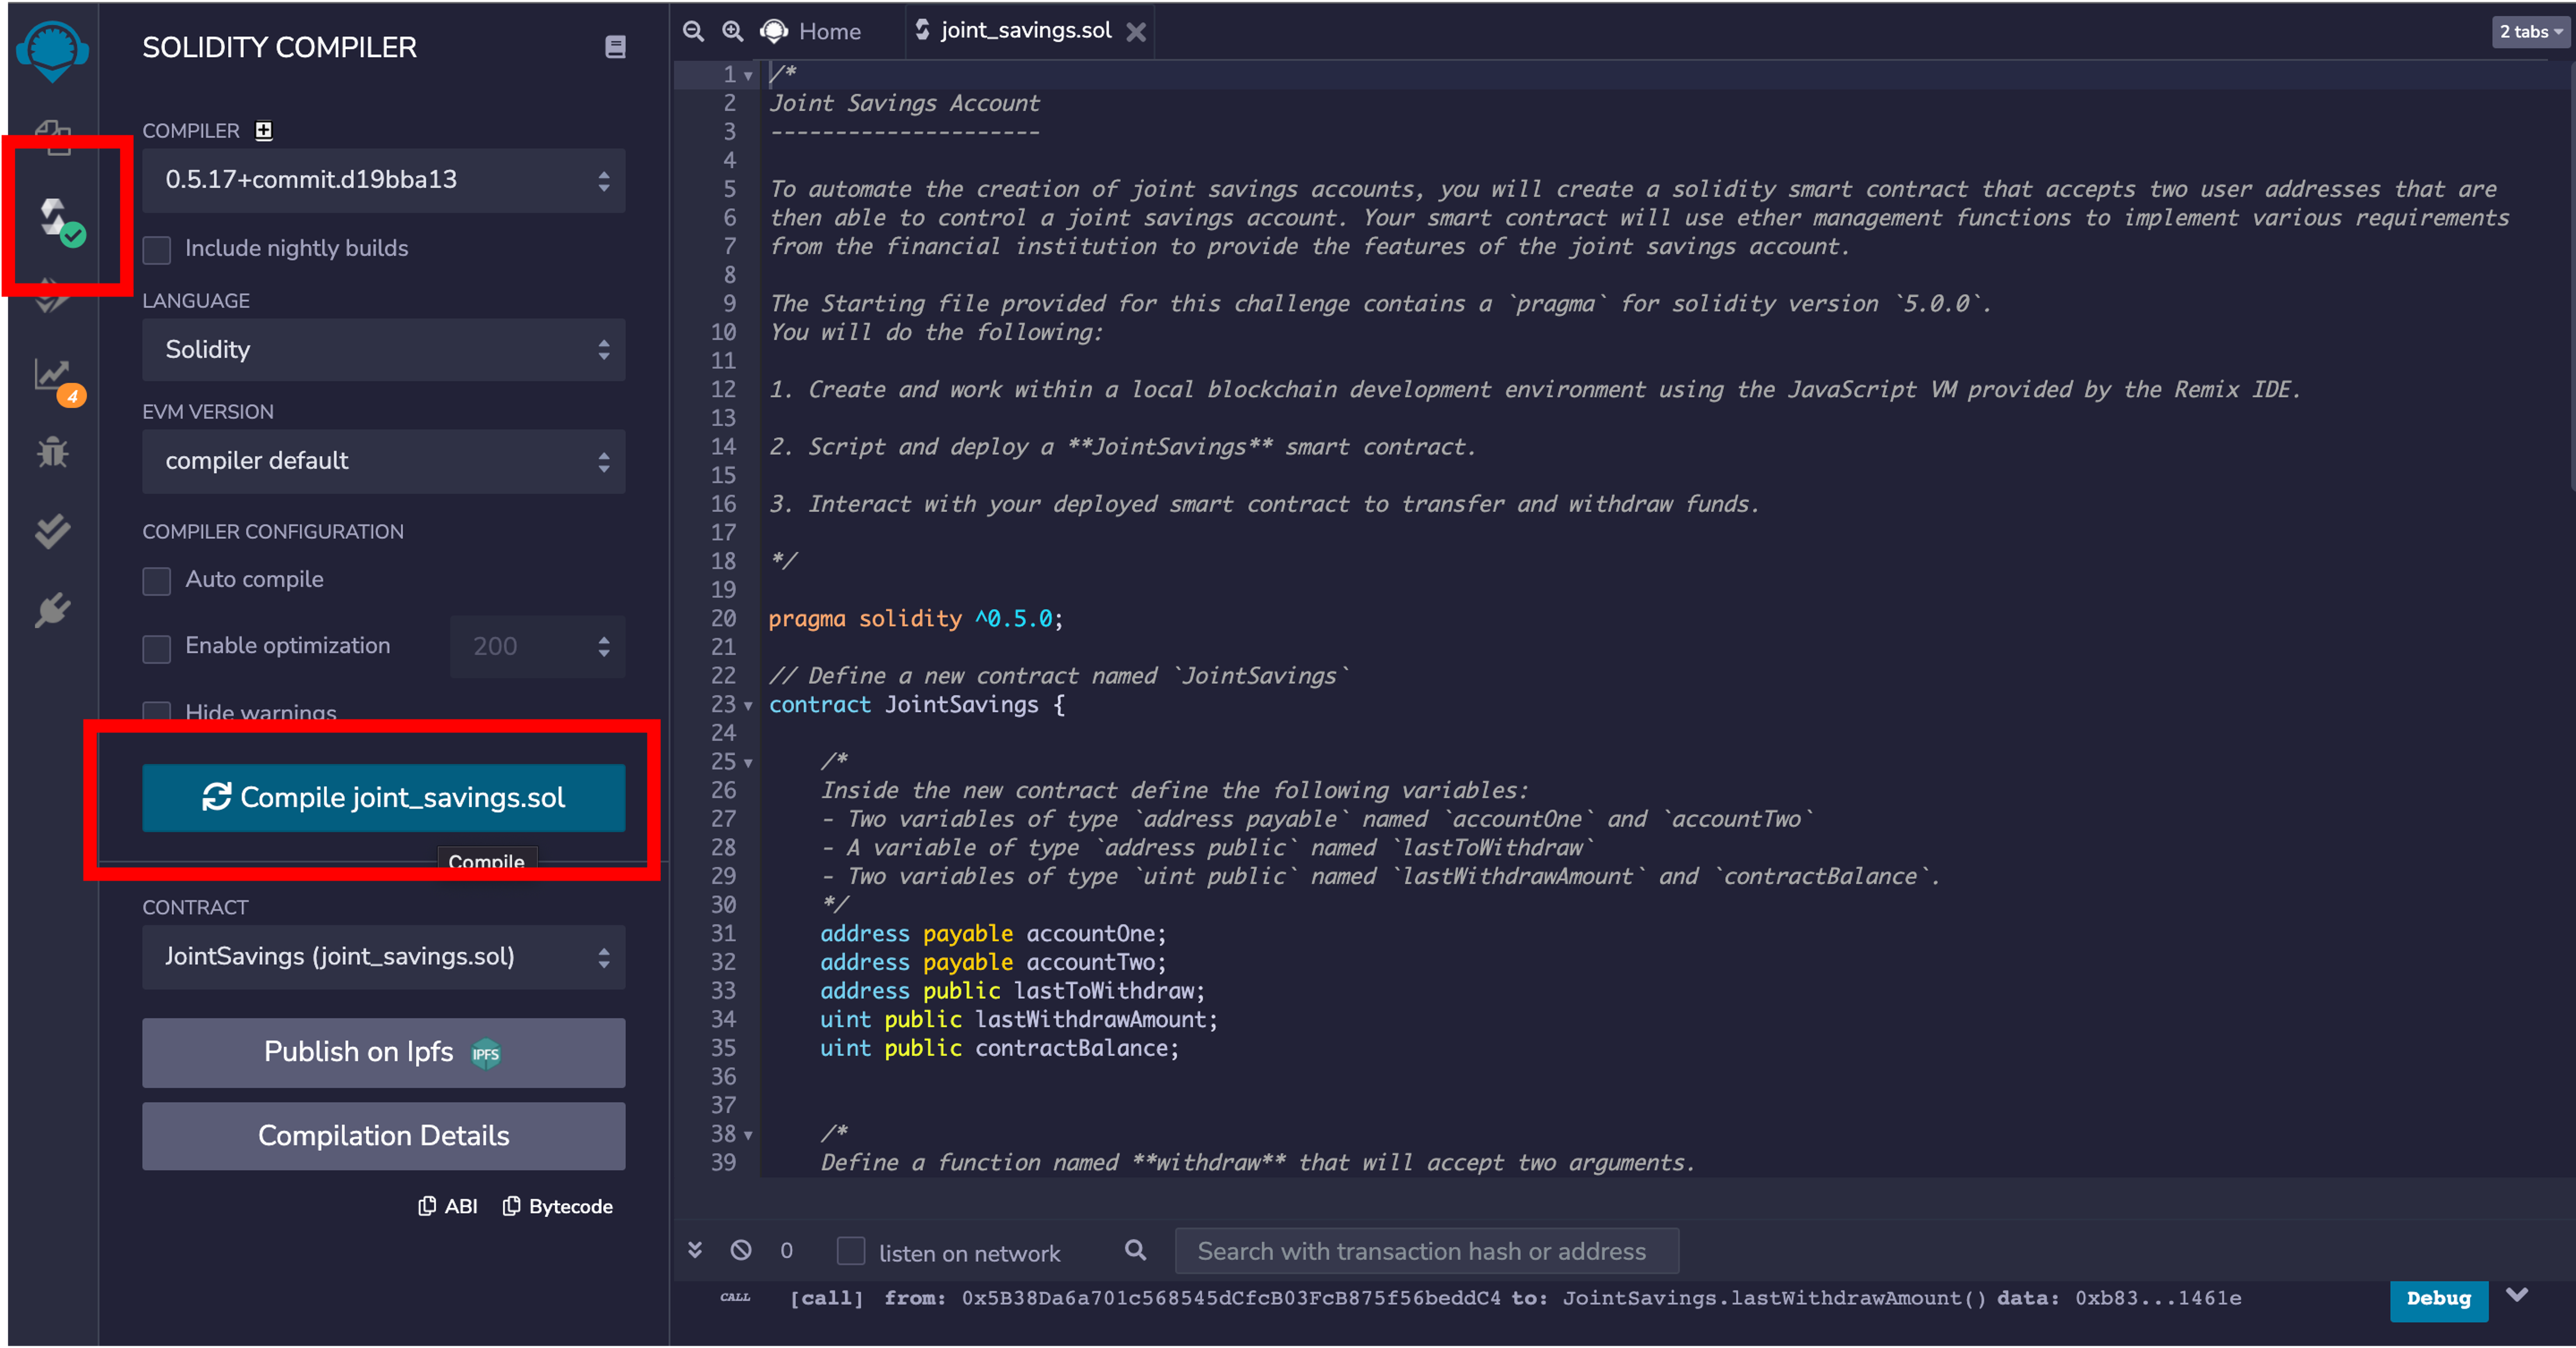 SOLIDITY COMPILER
COMPILER
0.5.17+commit.d19bba13
Include nightly builds
LANGUAGE
Solidity
4
EVM VERSION
compiler default
COMPILER CONFIGURATION
Auto compile
Enable optimization
200
Hide warnings
Compile joint_savings.sol
Compile
CONTRACT
JointSavings (joint_savings.sol)
Publish on Ipfs IPFS
Compilation Details
ABI Bytecode
Home joint_savings.sol 2 tabs
1 /*
2 Joint Savings Account
3 ---------------------
4
5 To automate the creation of joint savings accounts, you will create a solidity smart contract that accepts two user addresses that are
6 then able to control a joint savings account. Your smart contract will use ether management functions to implement various requirements
7 from the financial institution to provide the features of the joint savings account.
8
9 The Starting file provided for this challenge contains a `pragma` for solidity version `5.0.0`.
10 You will do the following:
11
12 1. Create and work within a local blockchain development environment using the JavaScript VM provided by the Remix IDE.
13
14 2. Script and deploy a **JointSavings** smart contract.
15
16 3. Interact with your deployed smart contract to transfer and withdraw funds.
17
18 */
19
20 pragma solidity ^0.5.0;
21
22 // Define a new contract named `JointSavings`
23 contract JointSavings {
24
25 /*
26 Inside the new contract define the following variables:
27 - Two variables of type `address payable` named `accountOne` and `accountTwo`
28 - A variable of type `address public` named `lastToWithdraw`
29 - Two variables of type `uint public` named `lastWithdrawAmount` and `contractBalance`.
30 */
31 address payable accountOne;
32 address payable accountTwo;
33 address public lastToWithdraw;
34 uint public lastWithdrawAmount;
35 uint public contractBalance;
36
37
38 /*
39 Define a function named **withdraw** that will accept two arguments.
0 listen on network Search with transaction hash or address
CALL [call] from: 0x5B38Da6a701c568545dCfcB03FcB875f56beddC4 to: JointSavings.lastWithdrawAmount() data: 0xb83...1461e Debug